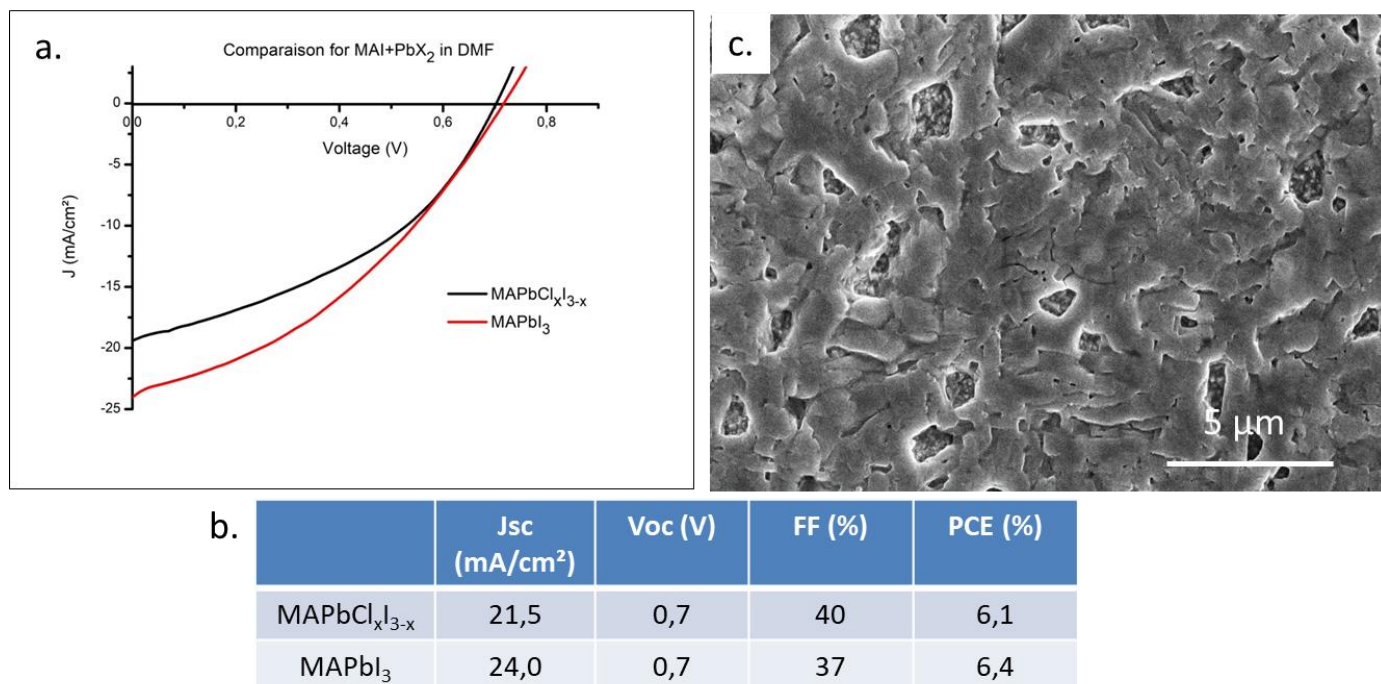 a.
Comparaison for MAI+PbX₂ in DMF
0
0,0 0,2 0,4 0,6 0,8
Voltage (V)
-5
-10
-15
-20
-25
J (mA/cm²)
MAPbClₓI₃₋ₓ
MAPbI₃
c.
5 μm
b.
Jsc (mA/cm²) Voc (V) FF (%) PCE (%)
MAPbClₓI₃₋ₓ 21,5 0,7 40 6,1
MAPbI₃ 24,0 0,7 37 6,4